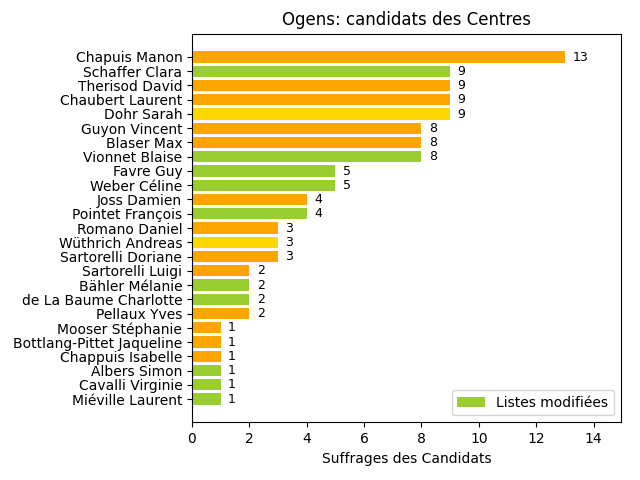 Ogens: candidats des Centres
Chapuis Manon 13
Schaffer Clara 9
Therisod David 9
Chaubert Laurent 9
Dohr Sarah 9
Guyon Vincent 8
Blaser Max 8
Vionnet Blaise 8
Favre Guy 5
Weber Céline 5
Joss Damien 4
Pointet François 4
Romano Daniel 3
Wüthrich Andreas 3
Sartorelli Doriane 3
Sartorelli Luigi 2
Bähler Mélanie 2
de La Baume Charlotte 2
Pellaux Yves 2
Mooser Stéphanie 1
Bottlang-Pittet Jaqueline 1
Chappuis Isabelle 1
Albers Simon 1
Cavalli Virginie 1
Miéville Laurent 1
Listes modifiées
0 2 4 6 8 10 12 14
Suffrages des Candidats